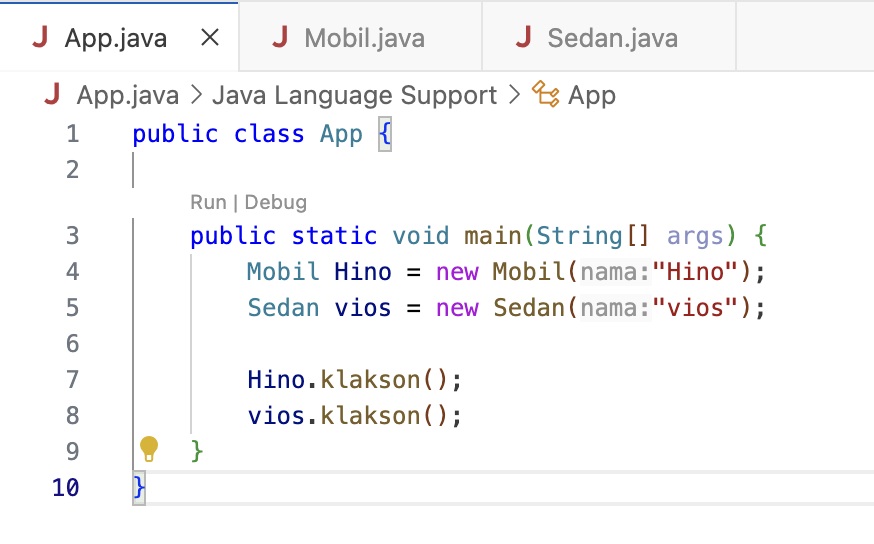 J App.java ×
J Mobil.java
J Sedan.java
J App.java > Java Language Support > App
1 public class App {
2
Run | Debug
3 public static void main(String[] args) {
4 Mobil Hino = new Mobil(nama:"Hino");
5 Sedan vios = new Sedan(nama:"vios");
6
7 Hino.klakson();
8 vios.klakson();
9 }
10 }